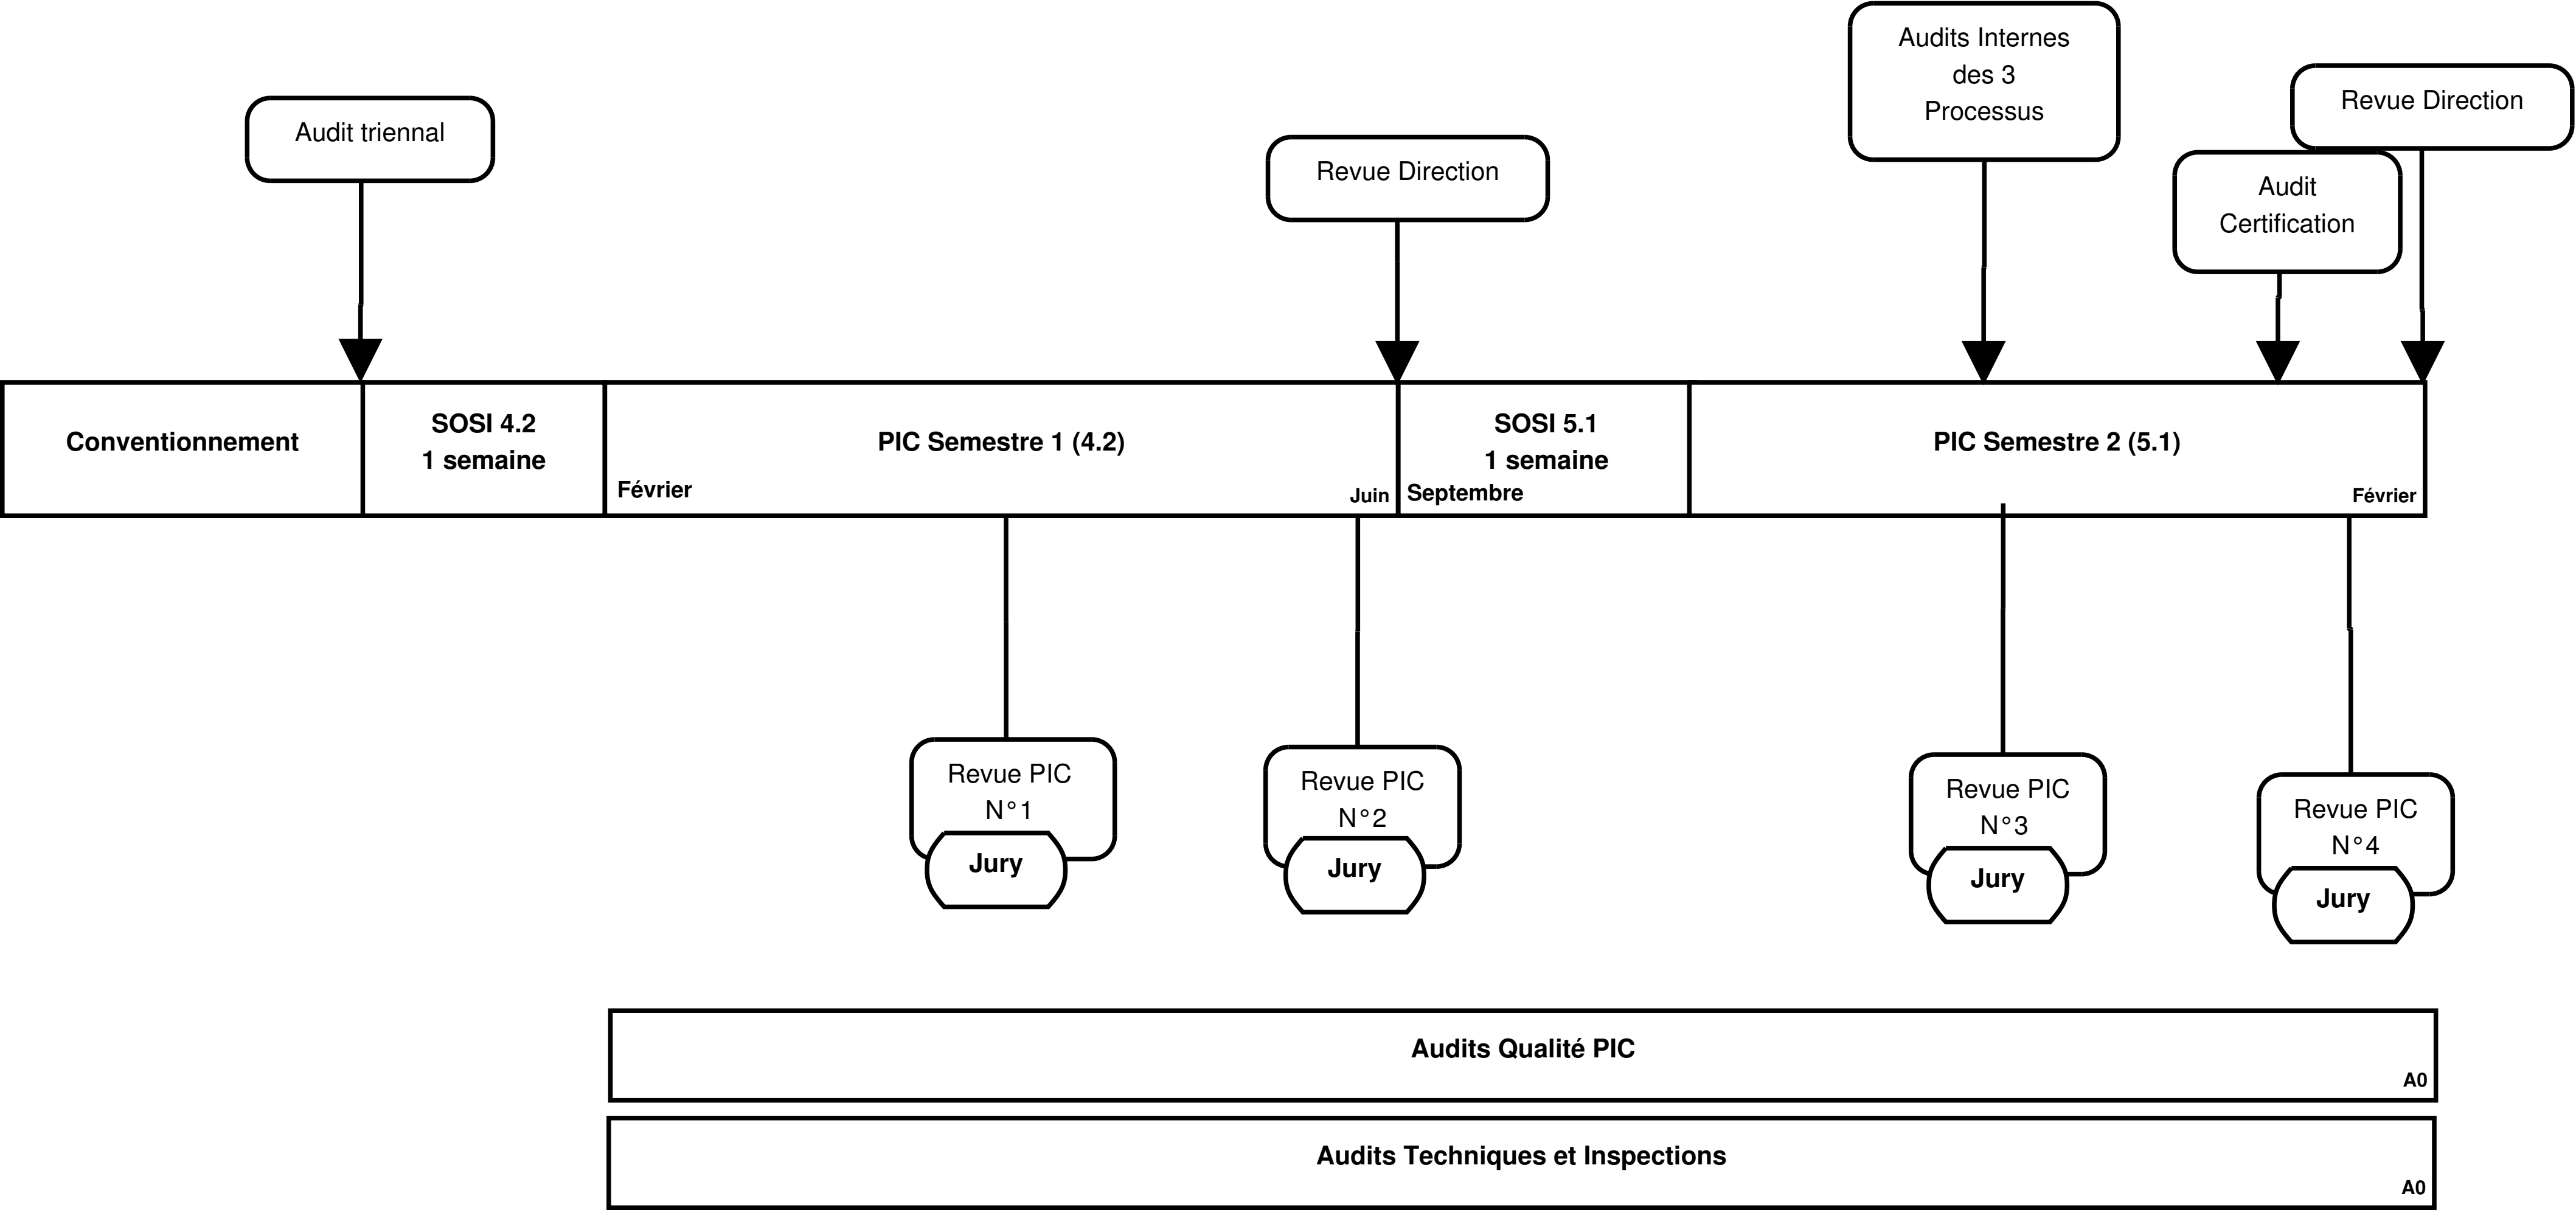 Audits Internes
des 3
Processus
Revue Direction
Audit triennal
Revue Direction
Audit
Certification
Conventionnement
SOSI 4.2
1 semaine
PIC Semestre 1 (4.2)
Février
Juin
SOSI 5.1
1 semaine
Septembre
PIC Semestre 2 (5.1)
Février
Revue PIC
N°1
Jury
Revue PIC
N°2
Jury
Revue PIC
N°3
Jury
Revue PIC
N°4
Jury
Audits Qualité PIC
A0
Audits Techniques et Inspections
A0